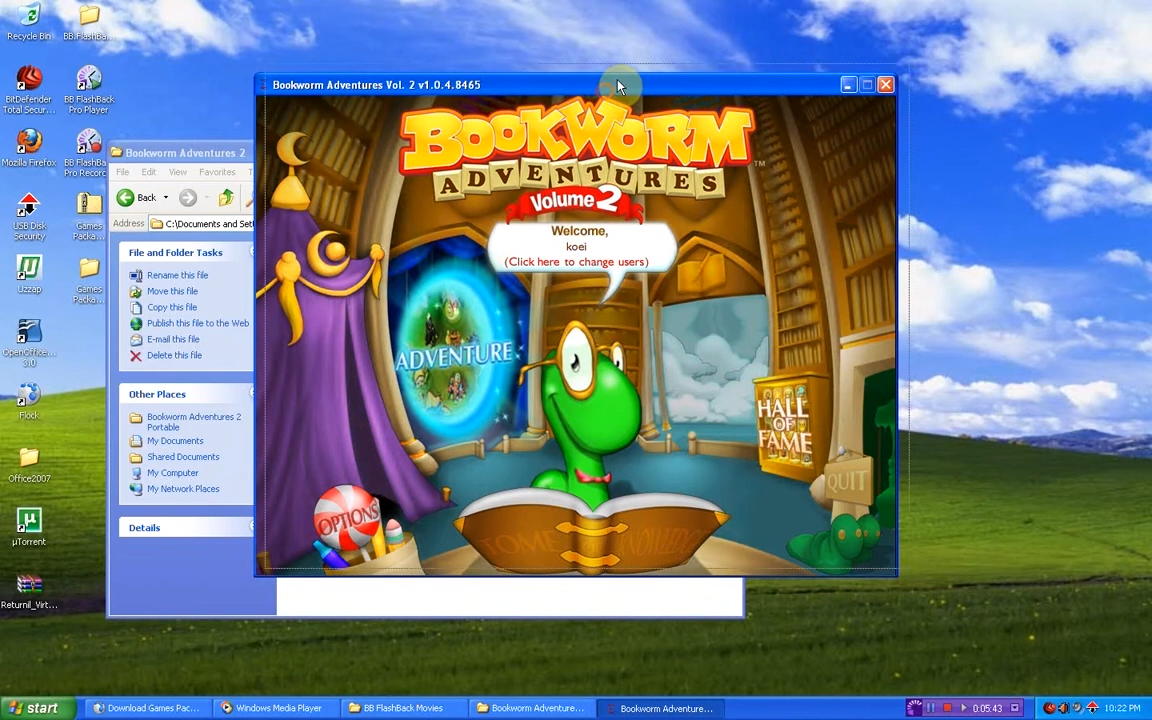 Recycle Bin
BB.FlashBa...
BitDefender
Total Secur...
BB FlashBack
Pro Player
Mozilla Firefox
BB FlashBa...
Pro Recorc
USB Disk
Security
Games
Packa...
Uzzap
Games
Packa...
OpenOffice...
3.0
Flock
Office2007
µTorrent
Returnil_Virt...
Bookworm Adventures 2
File Edit View Favorites T
Back
Address C:\Documents and Set
File and Folder Tasks
Rename this file
Move this file
Copy this file
Publish this file to the Web
E-mail this file
Delete this file
Other Places
Bookworm Adventures 2
Portable
My Documents
Shared Documents
My Computer
My Network Places
Details
Bookworm Adventures Vol. 2 v1.0.4.8465
BOOKWORM
ADVENTURES
™
Volume 2
Welcome,
koei
(Click here to change users)
ADVENTURE
HALL
OF
FAME
QUIT
OPTIONS
TOME
KNOWLEDGE
start
Download Games Pac...
Windows Media Player
BB FlashBack Movies
Bookworm Adventure...
Bookworm Adventure...
0:05:43
10:22 PM